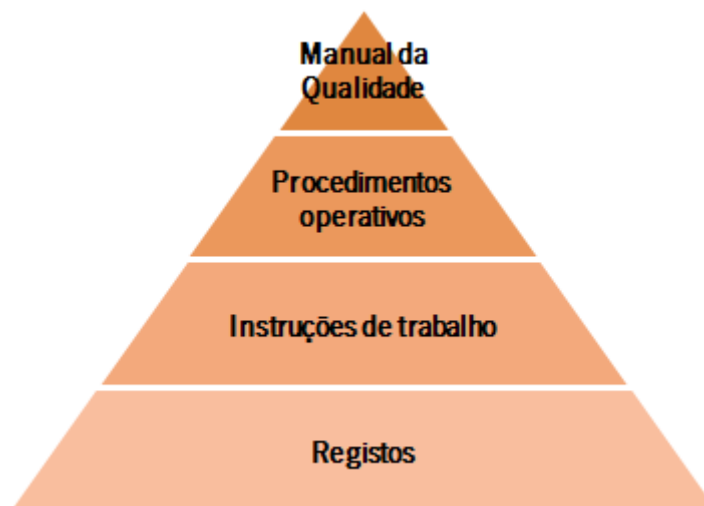 Manual da
Qualidade
Procedimentos
operativos
Instruções de trabalho
Registos